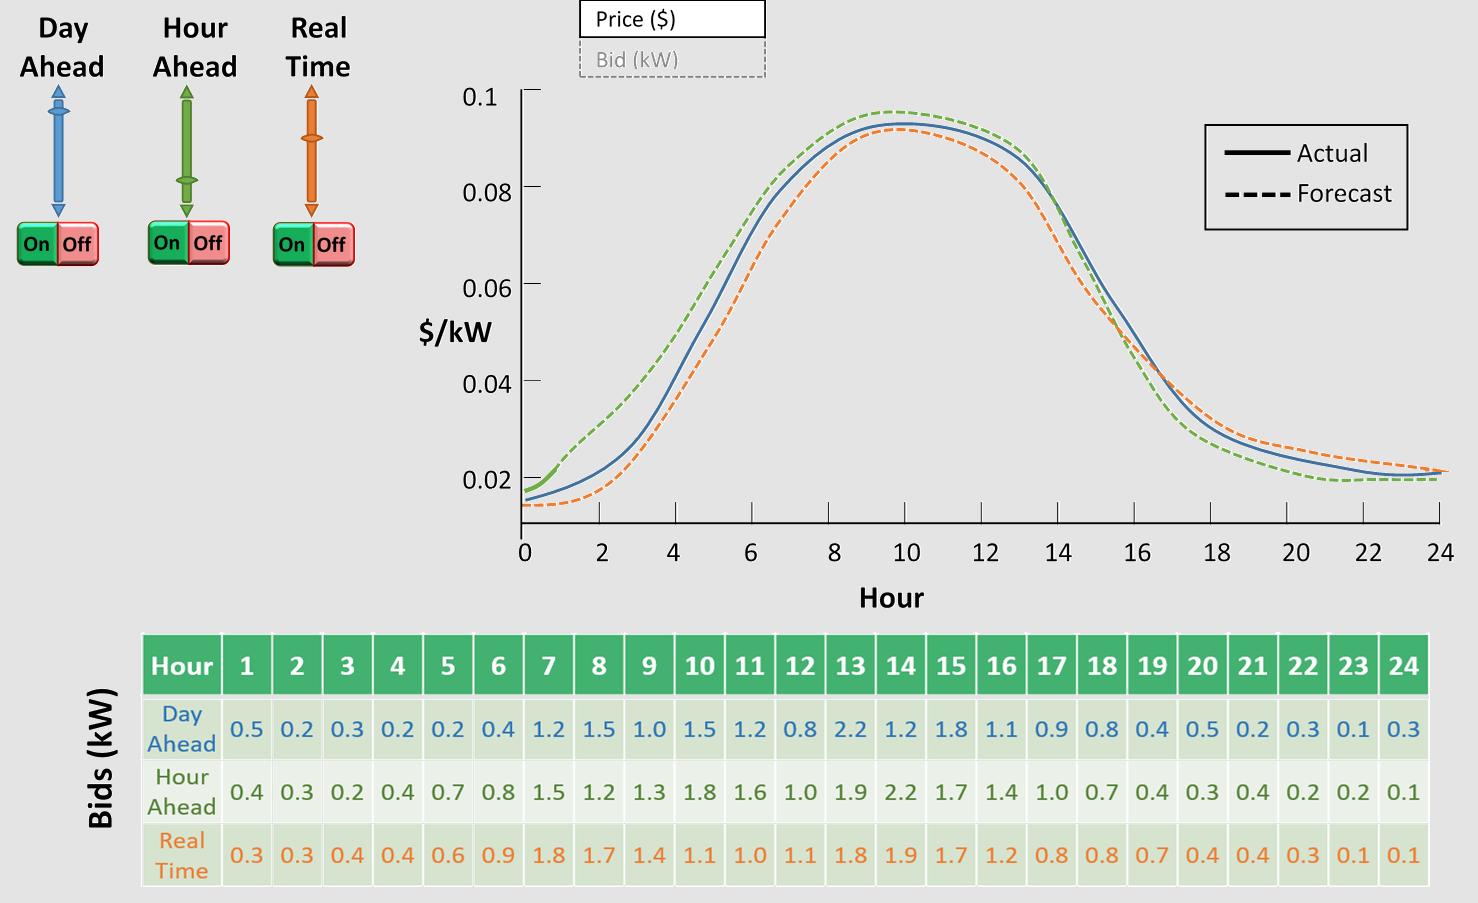 Day Ahead
Hour Ahead
Real Time
On Off
On Off
On Off
Price ($)
Bid (kW)
Actual
Forecast
0.1
0.08
0.06
$/kW
0.04
0.02
0 2 4 6 8 10 12 14 16 18 20 22 24
Hour
Bids (kW)
Hour 1 2 3 4 5 6 7 8 9 10 11 12 13 14 15 16 17 18 19 20 21 22 23 24
Day Ahead 0.5 0.2 0.3 0.2 0.2 0.4 1.2 1.5 1.0 1.5 1.2 0.8 2.2 1.2 1.8 1.1 0.9 0.8 0.4 0.5 0.2 0.3 0.1 0.3
Hour Ahead 0.4 0.3 0.2 0.4 0.7 0.8 1.5 1.2 1.3 1.8 1.6 1.0 1.9 2.2 1.7 1.4 1.0 0.7 0.4 0.3 0.4 0.2 0.2 0.1
Real Time 0.3 0.3 0.4 0.4 0.6 0.9 1.8 1.7 1.4 1.1 1.0 1.1 1.8 1.9 1.7 1.2 0.8 0.8 0.7 0.4 0.4 0.3 0.1 0.1